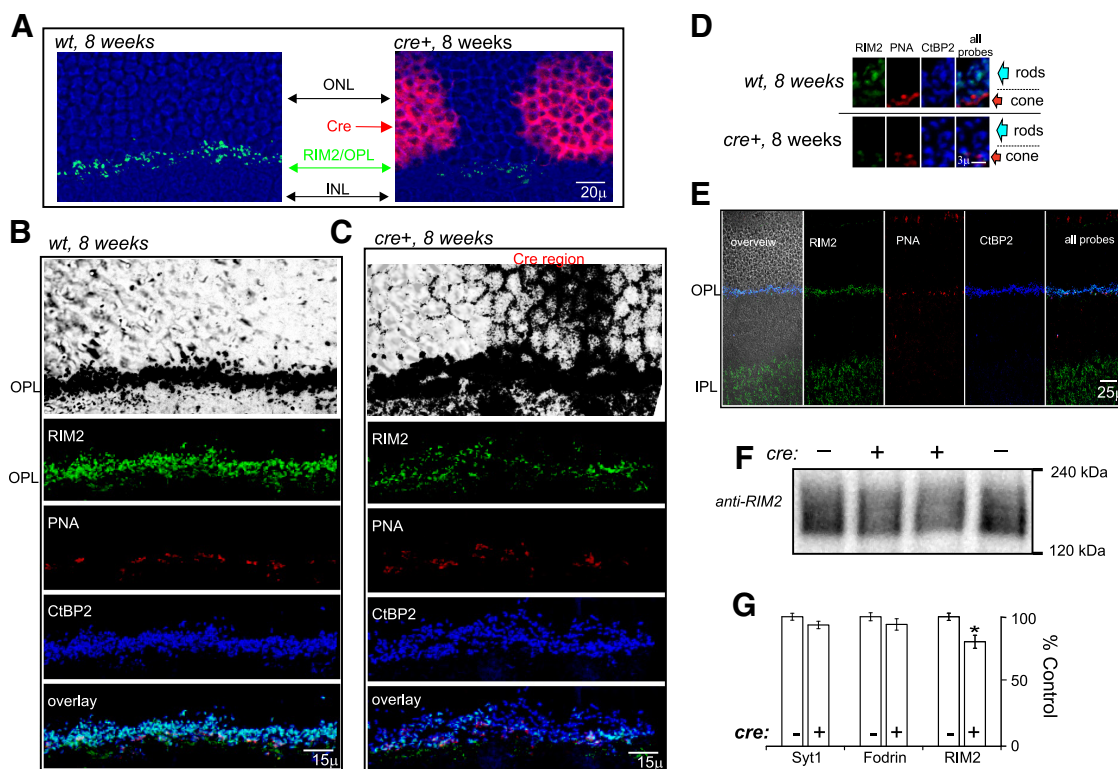 A
wt, 8 weeks
cre+, 8 weeks
ONL
Cre
RIM2/OPL
INL
20µ
B
wt, 8 weeks
OPL
RIM2
OPL
PNA
CtBP2
overlay
15µ
C
cre+, 8 weeks
Cre region
RIM2
PNA
CtBP2
overlay
15µ
D
RIM2 PNA CtBP2 all probes
wt, 8 weeks
rods
cone
cre+, 8 weeks
rods
cone
3µ
E
overveiw RIM2 PNA CtBP2 all probes
OPL
IPL
25µ
F
cre: – + + –
anti-RIM2
240 kDa
120 kDa
G
*
100
50
0
% Control
cre: - + - + - +
Syt1 Fodrin RIM2